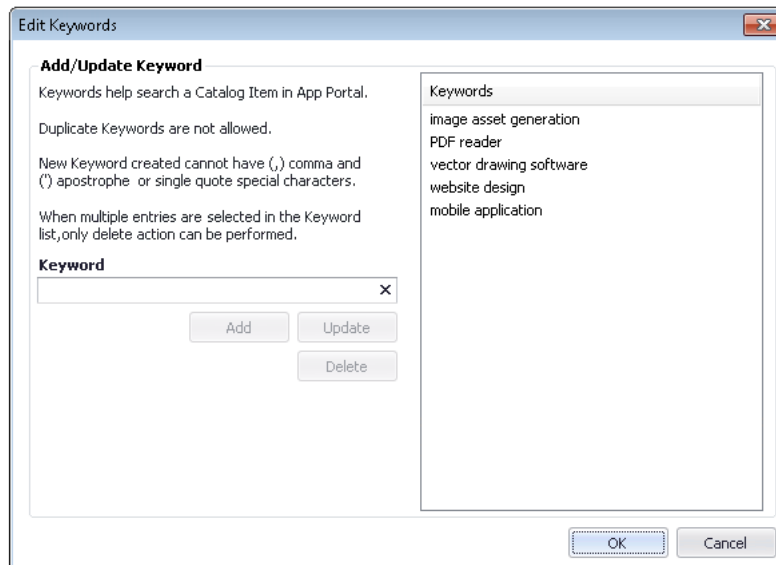 Edit Keywords
Add/Update Keyword
Keywords help search a Catalog Item in App Portal.
Duplicate Keywords are not allowed.
New Keyword created cannot have (,) comma and
(') apostrophe or single quote special characters.
When multiple entries are selected in the Keyword
list,only delete action can be performed.
Keyword
Add
Update
Delete
Keywords
image asset generation
PDF reader
vector drawing software
website design
mobile application
OK
Cancel